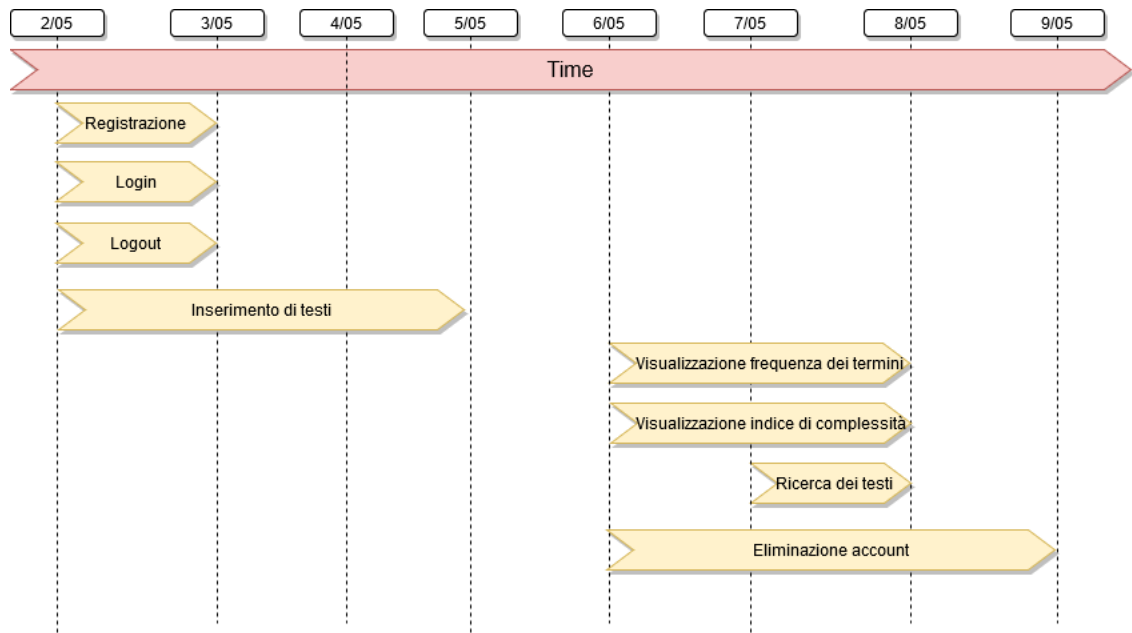 2/05
3/05
4/05
5/05
6/05
7/05
8/05
9/05
Time
Registrazione
Login
Logout
Inserimento di testi
Visualizzazione frequenza dei termini
Visualizzazione indice di complessità
Ricerca dei testi
Eliminazione account